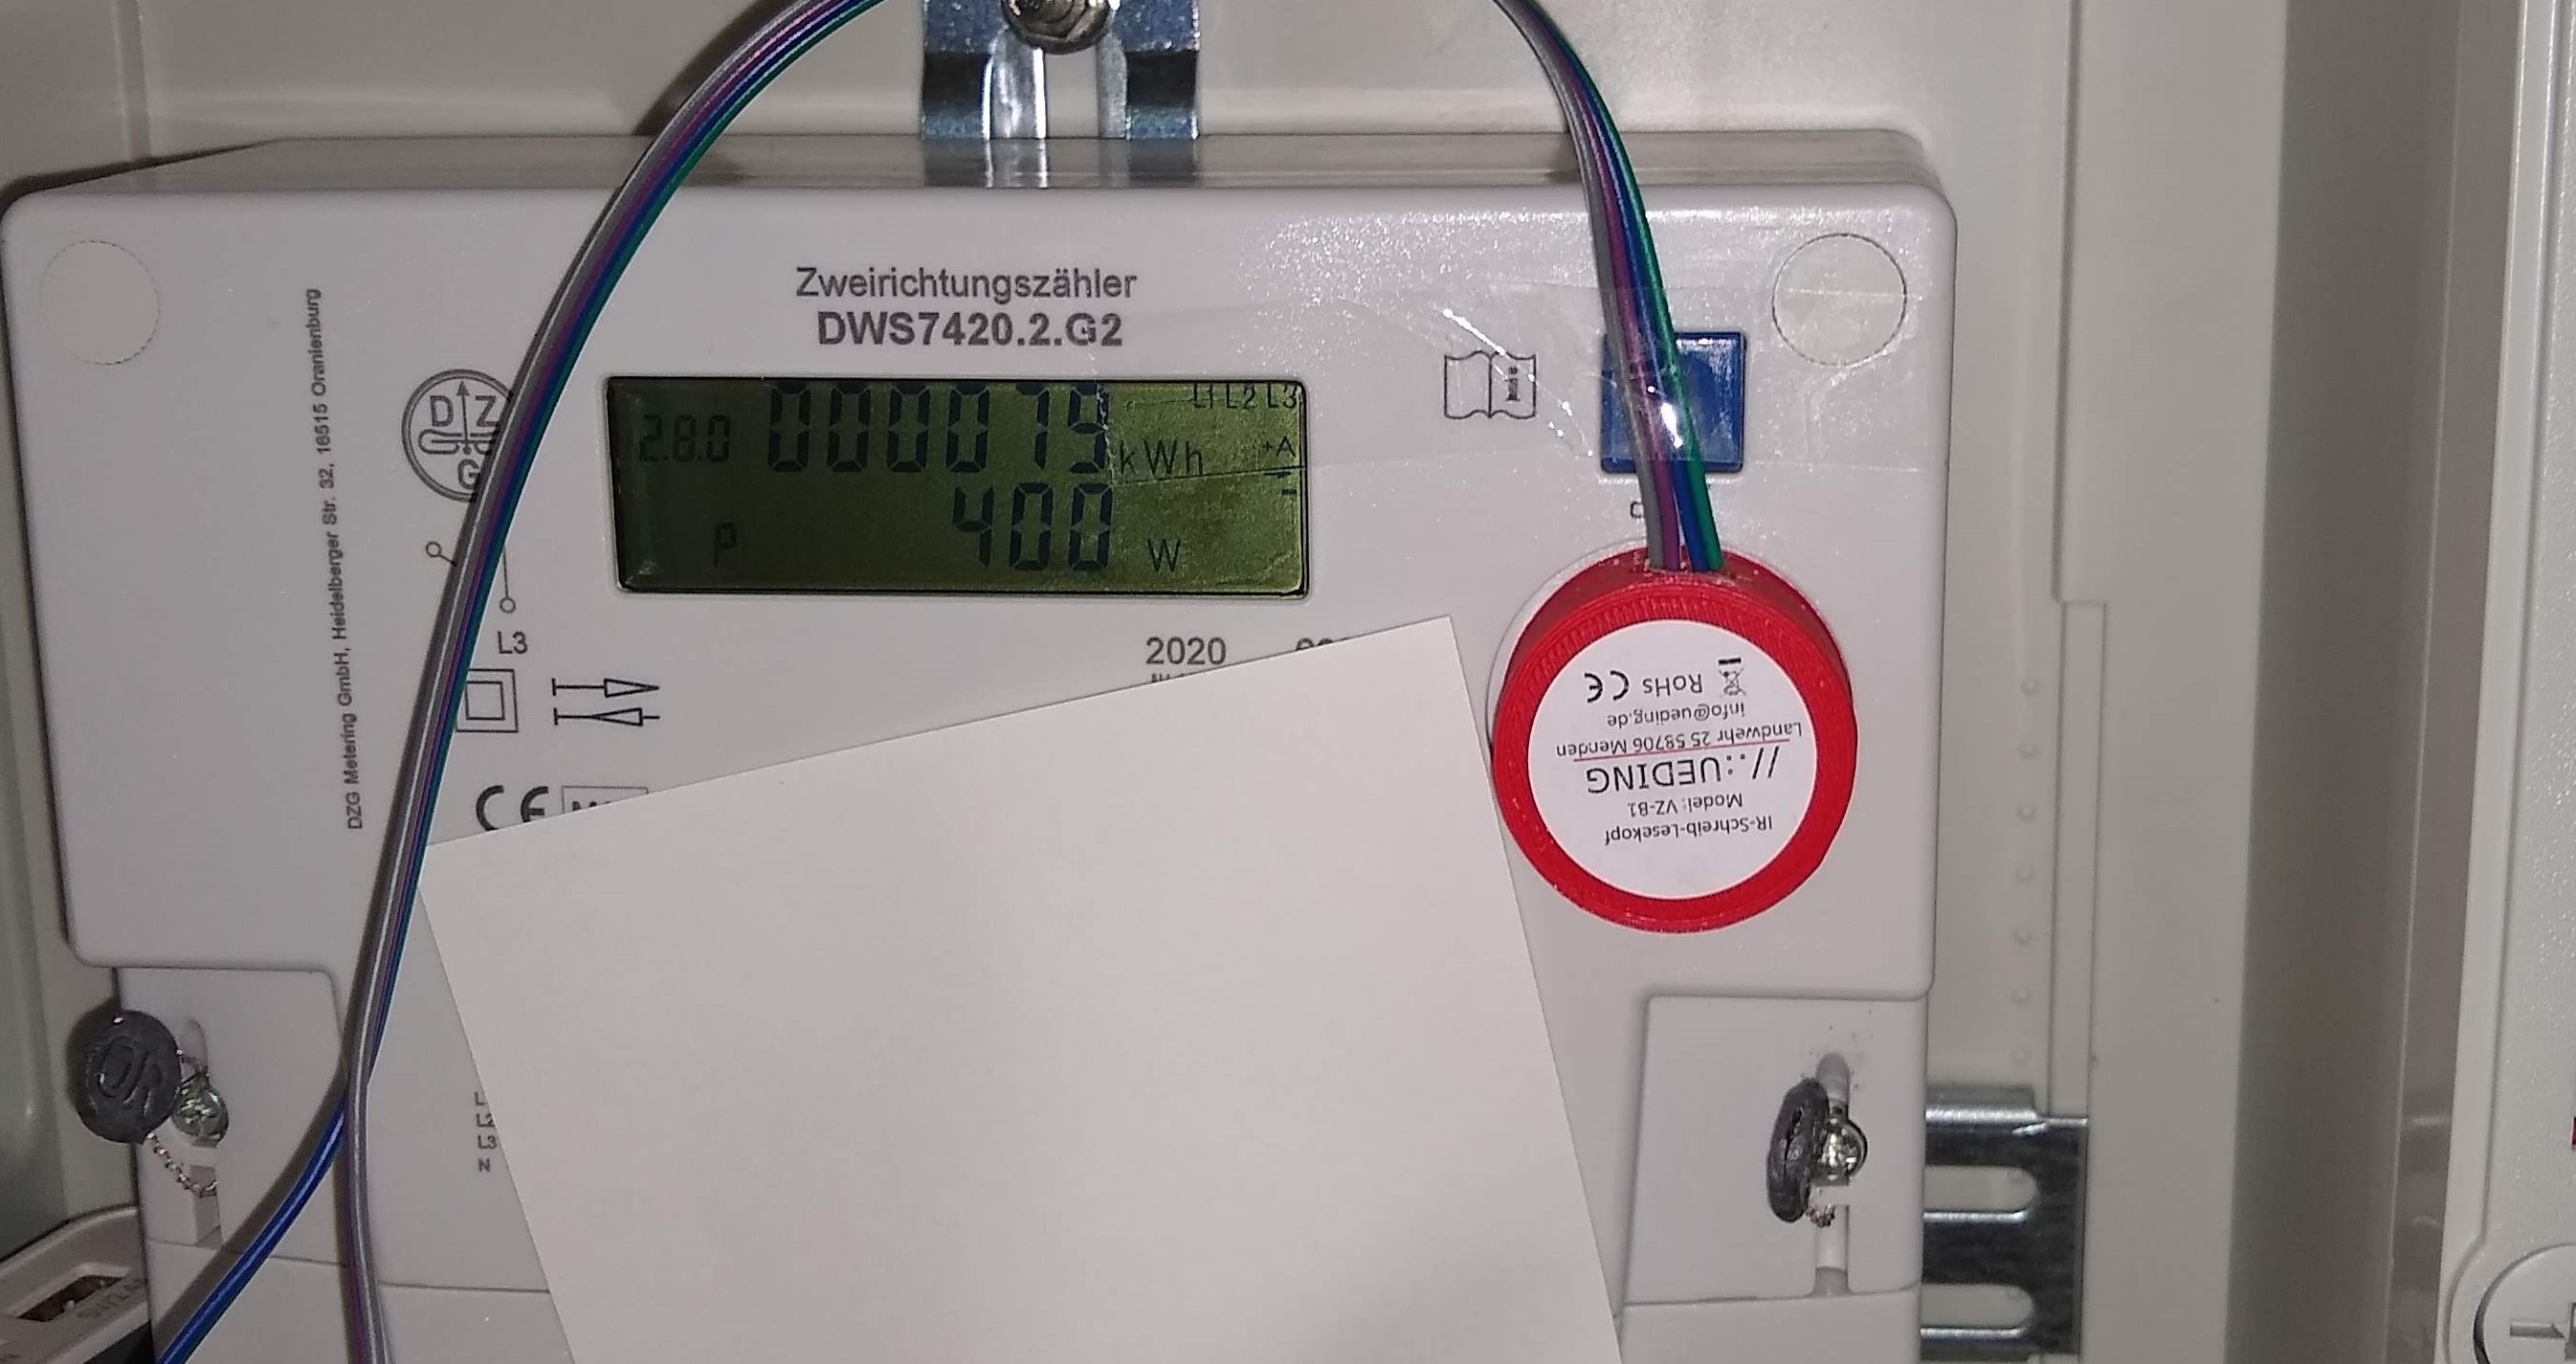 Zweirichtungszähler
DWS7420.2.G2
DZG Metering GmbH, Heidelberger Str. 32, 16515 Oranienburg
D Z
G
L1 L2 L3
2.8.0 000079 kWh +A
-
P 400 W
L3
2020
CE
IR-Schreib-Lesekopf
Model: VZ-B1
//.::UEDING
Landwehr 25 58706 Menden
info@ueding.de
RoHs CE
L2
L3
N